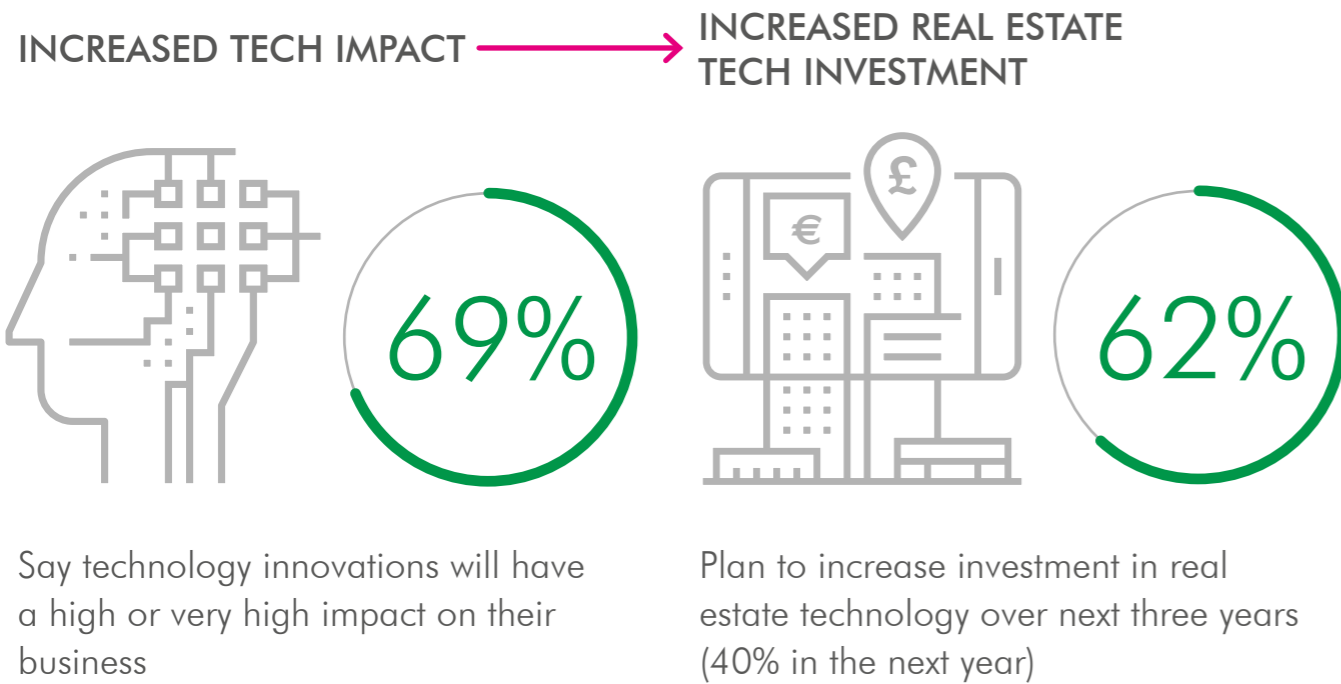 INCREASED TECH IMPACT
INCREASED REAL ESTATE
TECH INVESTMENT
£
€
69%
62%
Say technology innovations will have
a high or very high impact on their
business
Plan to increase investment in real
estate technology over next three years
(40% in the next year)